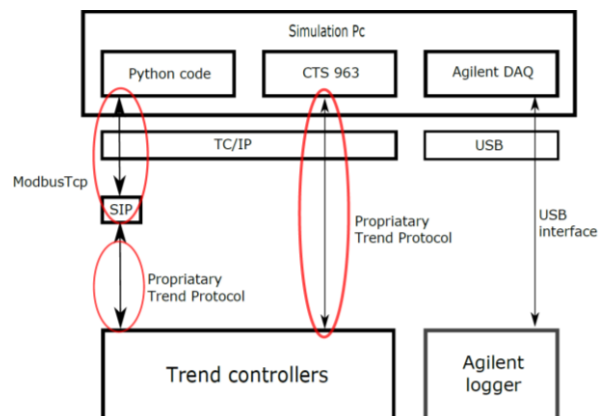 Simulation Pc
Python code
CTS 963
Agilent DAQ
TC/IP
USB
ModbusTcp
SIP
Propriatary
Trend Protocol
USB
interface
Propriatary
Trend Protocol
Trend controllers
Agilent
logger